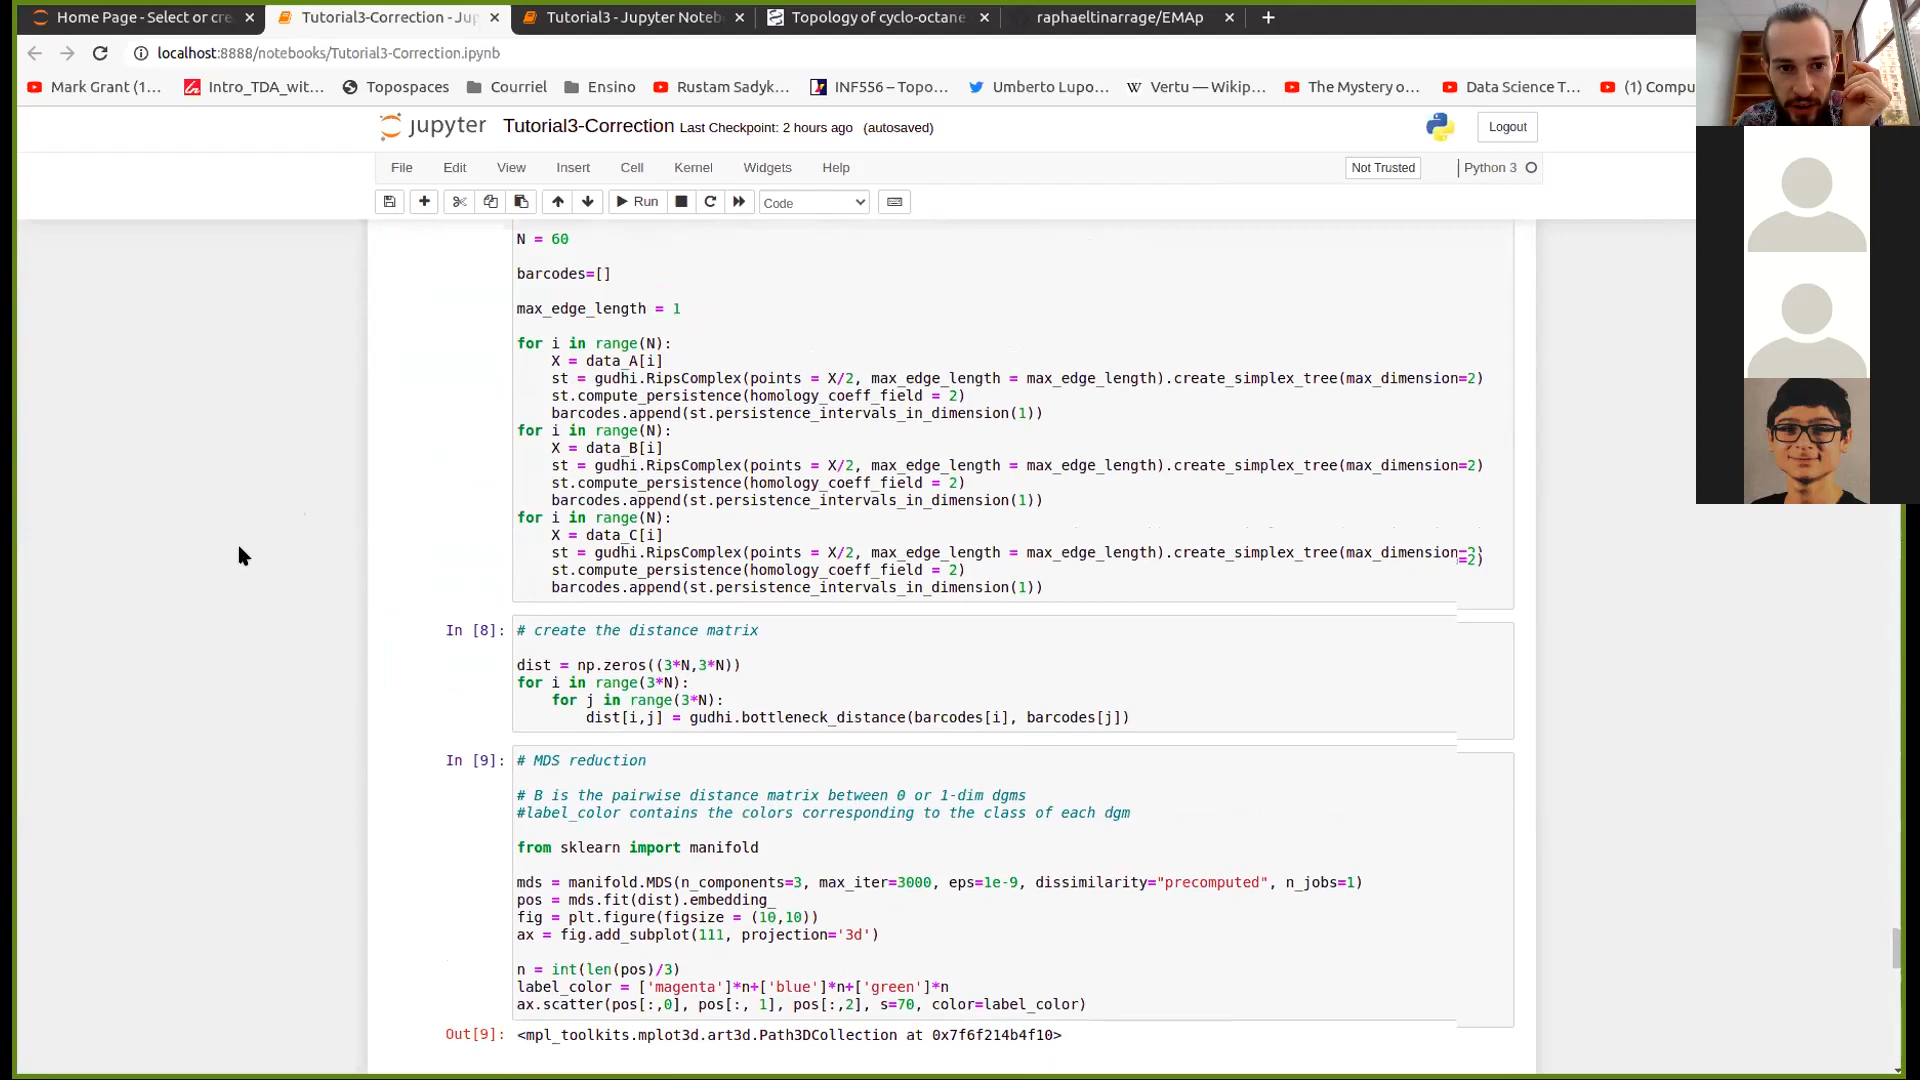 Home Page - Select or cre
Tutorial3-Correction - Jup
Tutorial3 - Jupyter Noteb
Topology of cyclo-octane
raphaeltinarrage/EMAp
localhost:8888/notebooks/Tutorial3-Correction.ipynb
Mark Grant (1... Intro_TDA_wit... Topospaces Courriel Ensino Rustam Sadyk... INF556 – Topo... Umberto Lupo... Vertu — Wikip... The Mystery o... Data Science T... (1) Compu
jupyter Tutorial3-Correction Last Checkpoint: 2 hours ago (autosaved) Logout
File Edit View Insert Cell Kernel Widgets Help Not Trusted Python 3
Run Code
N = 60
barcodes=[]
max_edge_length = 1
for i in range(N):
X = data_A[i]
st = gudhi.RipsComplex(points = X/2, max_edge_length = max_edge_length).create_simplex_tree(max_dimension=2)
st.compute_persistence(homology_coeff_field = 2)
barcodes.append(st.persistence_intervals_in_dimension(1))
for i in range(N):
X = data_B[i]
st = gudhi.RipsComplex(points = X/2, max_edge_length = max_edge_length).create_simplex_tree(max_dimension=2)
st.compute_persistence(homology_coeff_field = 2)
barcodes.append(st.persistence_intervals_in_dimension(1))
for i in range(N):
X = data_C[i]
st = gudhi.RipsComplex(points = X/2, max_edge_length = max_edge_length).create_simplex_tree(max_dimension=2)
st.compute_persistence(homology_coeff_field = 2)
barcodes.append(st.persistence_intervals_in_dimension(1))
In [8]: # create the distance matrix
dist = np.zeros((3*N,3*N))
for i in range(3*N):
for j in range(3*N):
dist[i,j] = gudhi.bottleneck_distance(barcodes[i], barcodes[j])
In [9]: # MDS reduction
# B is the pairwise distance matrix between 0 or 1-dim dgms
#label_color contains the colors corresponding to the class of each dgm
from sklearn import manifold
mds = manifold.MDS(n_components=3, max_iter=3000, eps=1e-9, dissimilarity="precomputed", n_jobs=1)
pos = mds.fit(dist).embedding_
fig = plt.figure(figsize = (10,10))
ax = fig.add_subplot(111, projection='3d')
n = int(len(pos)/3)
label_color = ['magenta']*n+['blue']*n+['green']*n
ax.scatter(pos[:,0], pos[:, 1], pos[:,2], s=70, color=label_color)
Out[9]: <mpl_toolkits.mplot3d.art3d.Path3DCollection at 0x7f6f214b4f10>